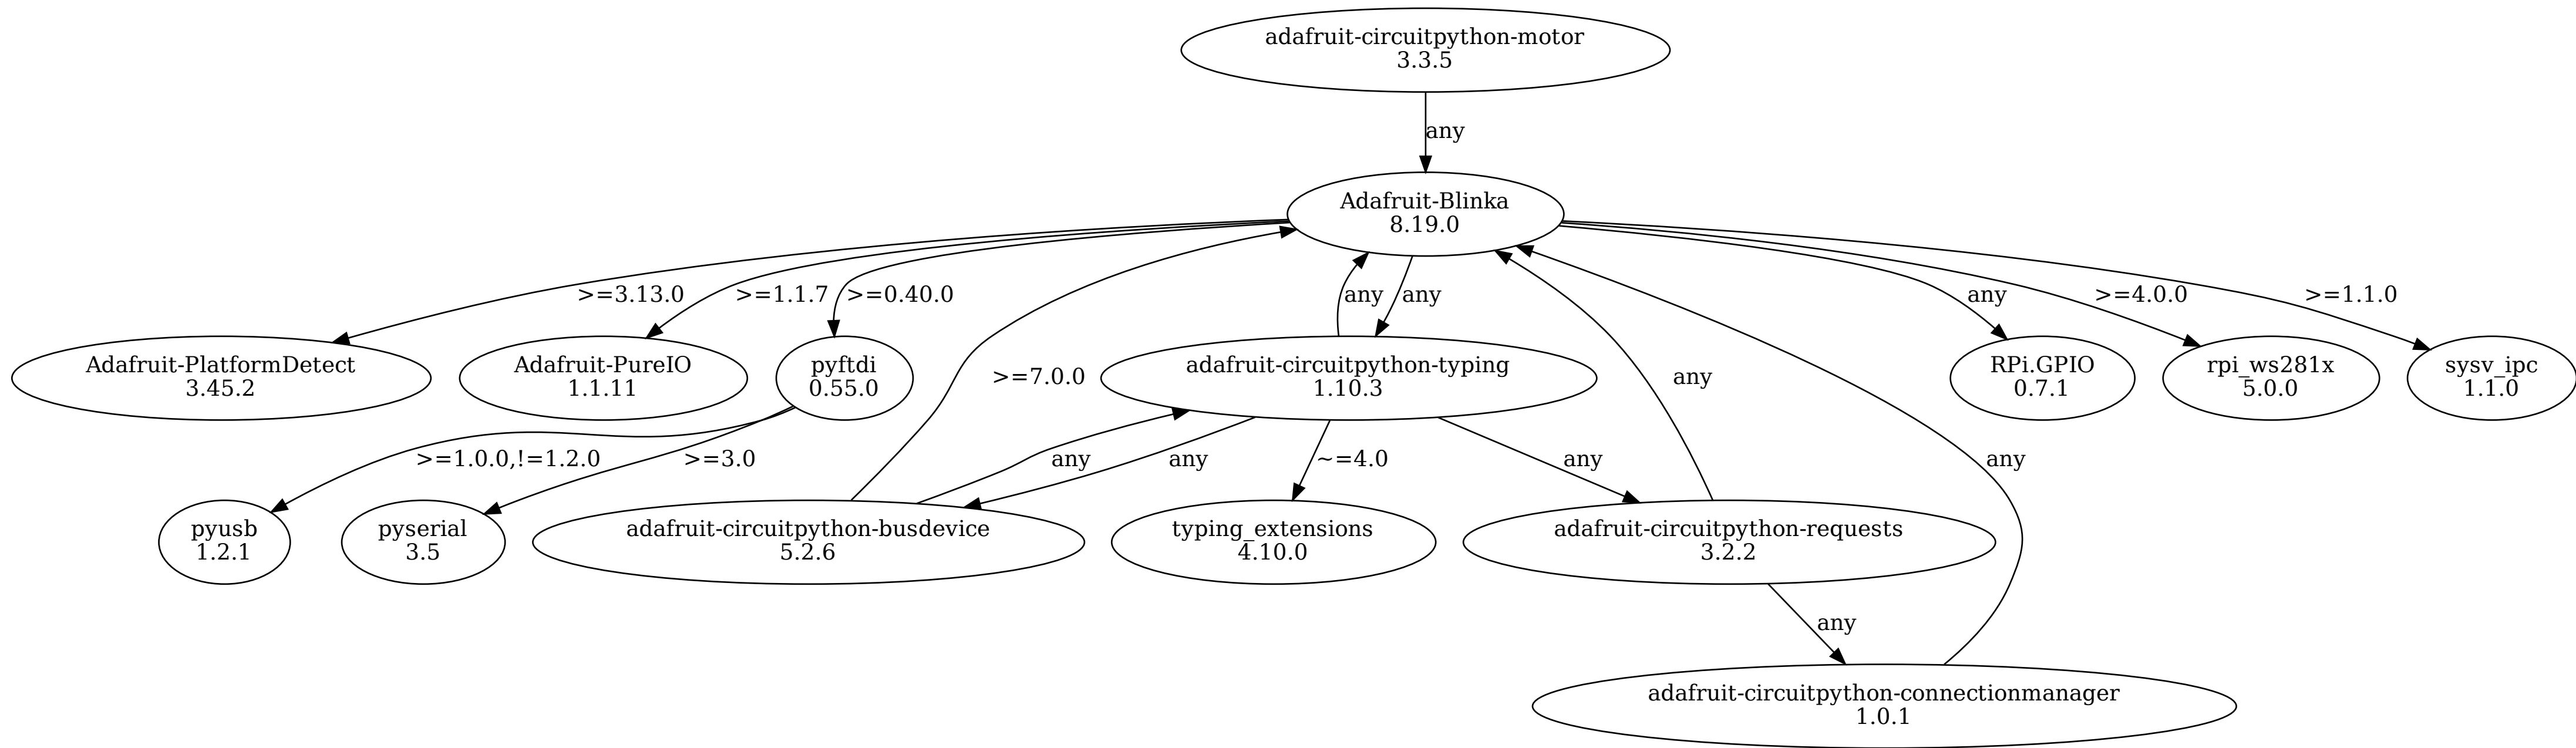 adafruit-circuitpython-motor
3.3.5
any
Adafruit-Blinka
8.19.0
>=3.13.0
>=1.1.7
>=0.40.0
any
any
any
>=4.0.0
>=1.1.0
Adafruit-PlatformDetect
3.45.2
Adafruit-PureIO
1.1.11
pyftdi
0.55.0
>=7.0.0
adafruit-circuitpython-typing
1.10.3
any
RPi.GPIO
0.7.1
rpi_ws281x
5.0.0
sysv_ipc
1.1.0
>=1.0.0,!=1.2.0
>=3.0
any
any
~=4.0
any
any
pyusb
1.2.1
pyserial
3.5
adafruit-circuitpython-busdevice
5.2.6
typing_extensions
4.10.0
adafruit-circuitpython-requests
3.2.2
any
adafruit-circuitpython-connectionmanager
1.0.1